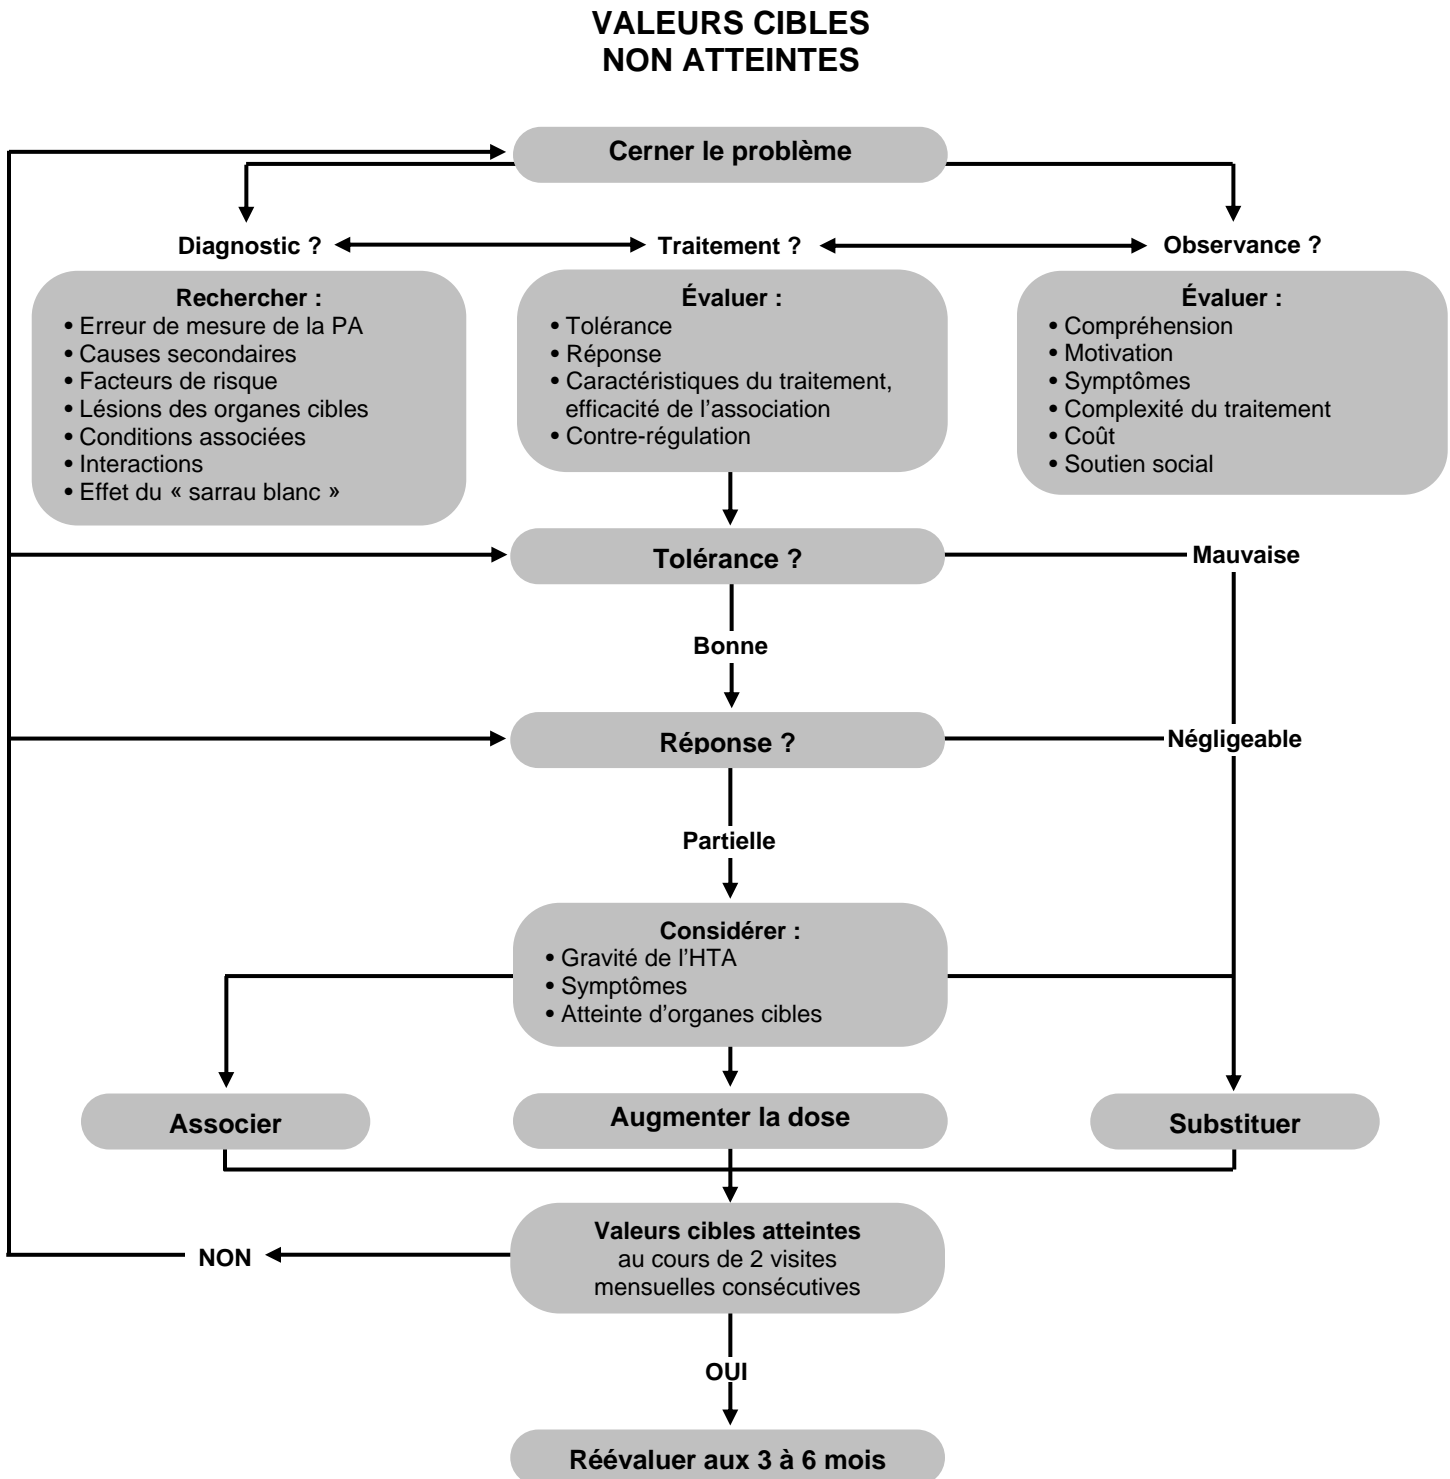 VALEURS CIBLES
NON ATTEINTES
Cerner le problème
Diagnostic ?
Traitement ?
Observance ?
Rechercher :
• Erreur de mesure de la PA
• Causes secondaires
• Facteurs de risque
• Lésions des organes cibles
• Conditions associées
• Interactions
• Effet du « sarrau blanc »
Évaluer :
• Tolérance
• Réponse
• Caractéristiques du traitement,
efficacité de l’association
• Contre-régulation
Évaluer :
• Compréhension
• Motivation
• Symptômes
• Complexité du traitement
• Coût
• Soutien social
Tolérance ?
Mauvaise
Bonne
Réponse ?
Négligeable
Partielle
Considérer :
• Gravité de l’HTA
• Symptômes
• Atteinte d’organes cibles
Associer
Augmenter la dose
Substituer
Valeurs cibles atteintes
au cours de 2 visites
mensuelles consécutives
NON
OUI
Réévaluer aux 3 à 6 mois